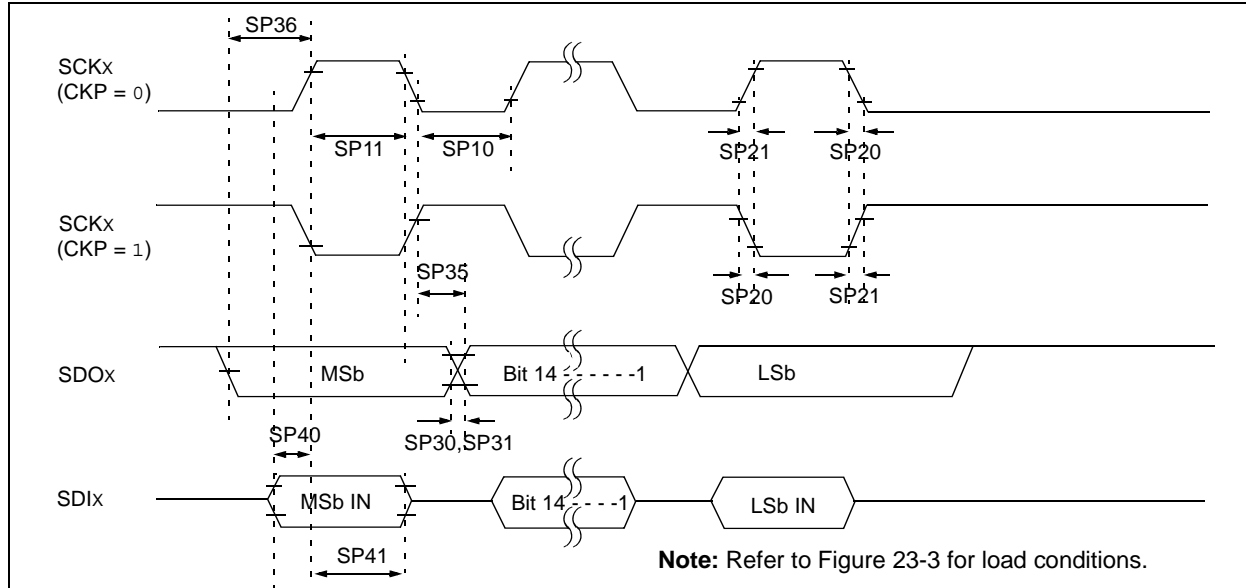 SP36
SCKx
(CKP = 0)
SP11
SP10
SP21
SP20
SCKx
(CKP = 1)
SP35
SP20
SP21
SDOx
MSb
Bit 14 - - - - - -1
LSb
SP40
SP30,SP31
SDIx
MSb IN
Bit 14 - - - -1
LSb IN
SP41
Note: Refer to Figure 23-3 for load conditions.